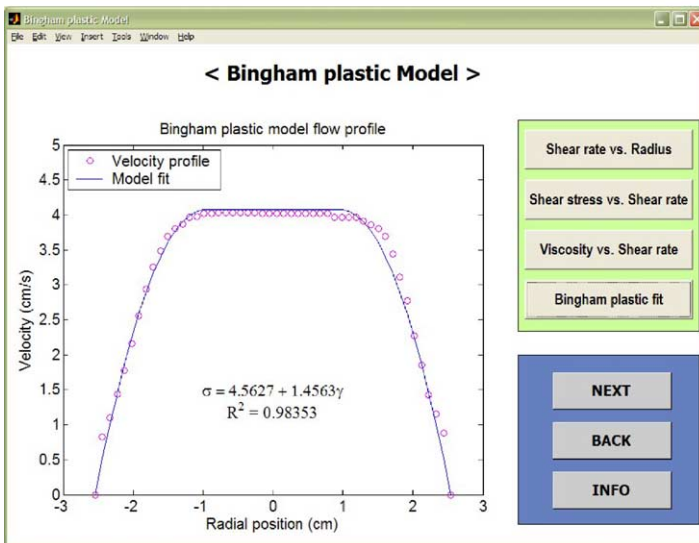 Bingham plastic Model
File Edit View Insert Tools Window Help
< Bingham plastic Model >
Bingham plastic model flow profile
Velocity profile
Model fit
5
4.5
4
3.5
3
2.5
2
1.5
1
0.5
0
Velocity (cm/s)
σ = 4.5627 + 1.4563γ
R² = 0.98353
-3 -2 -1 0 1 2 3
Radial position (cm)
Shear rate vs. Radius
Shear stress vs. Shear rate
Viscosity vs. Shear rate
Bingham plastic fit
NEXT
BACK
INFO